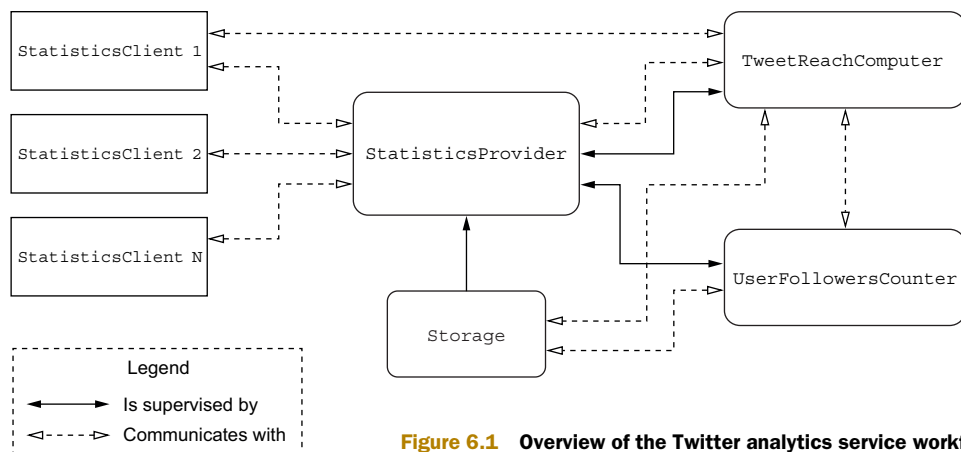 StatisticsClient 1
StatisticsClient 2
StatisticsClient N
StatisticsProvider
Storage
TweetReachComputer
UserFollowersCounter
Legend
Is supervised by
Communicates with
Figure 6.1 Overview of the Twitter analytics service